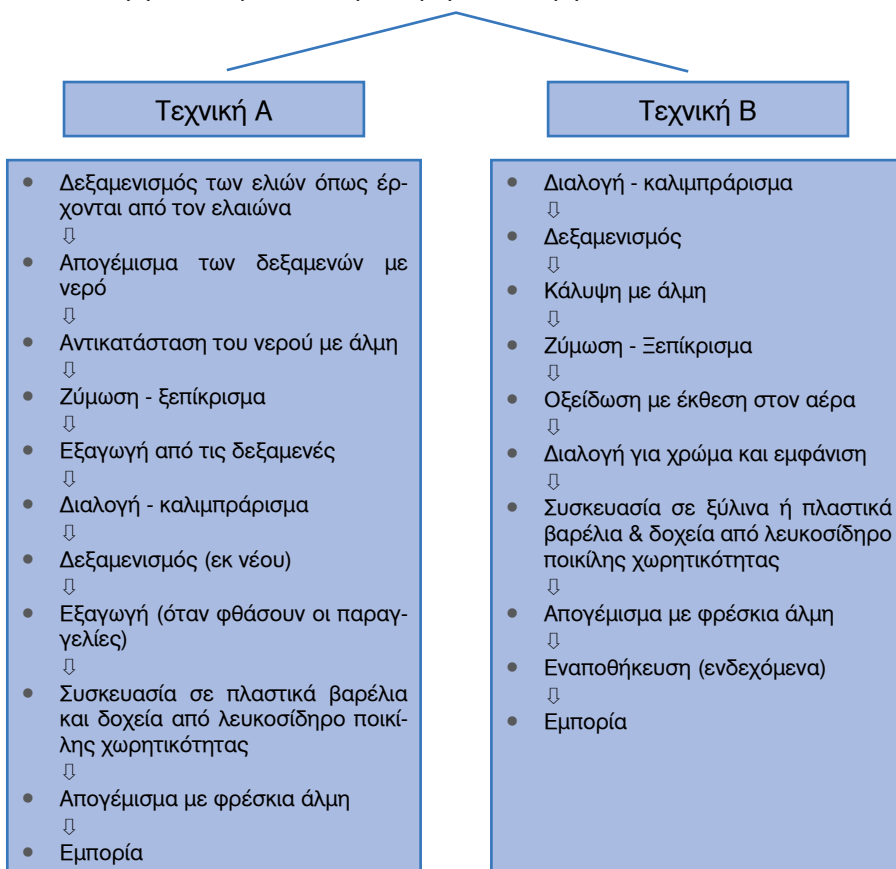 Τεχνική Α
Δεξαμενισμός των ελιών όπως έρ-
χονται από τον ελαιώνα
⇩
Απογέμισμα των δεξαμενών με
νερό
⇩
Αντικατάσταση του νερού με άλμη
⇩
Ζύμωση - ξεπίκρισμα
⇩
Εξαγωγή από τις δεξαμενές
⇩
Διαλογή - καλιμπράρισμα
⇩
Δεξαμενισμός (εκ νέου)
⇩
Εξαγωγή (όταν φθάσουν οι παραγ-
γελίες)
⇩
Συσκευασία σε πλαστικά βαρέλια
και δοχεία από λευκοσίδηρο ποικί-
λης χωρητικότητας
⇩
Απογέμισμα με φρέσκια άλμη
⇩
Εμπορία
Τεχνική Β
Διαλογή - καλιμπράρισμα
⇩
Δεξαμενισμός
⇩
Κάλυψη με άλμη
⇩
Ζύμωση - Ξεπίκρισμα
⇩
Οξείδωση με έκθεση στον αέρα
⇩
Διαλογή για χρώμα και εμφάνιση
⇩
Συσκευασία σε ξύλινα ή πλαστικά
βαρέλια & δοχεία από λευκοσίδηρο
ποικίλης χωρητικότητας
⇩
Απογέμισμα με φρέσκια άλμη
⇩
Εναποθήκευση (ενδεχόμενα)
⇩
Εμπορία